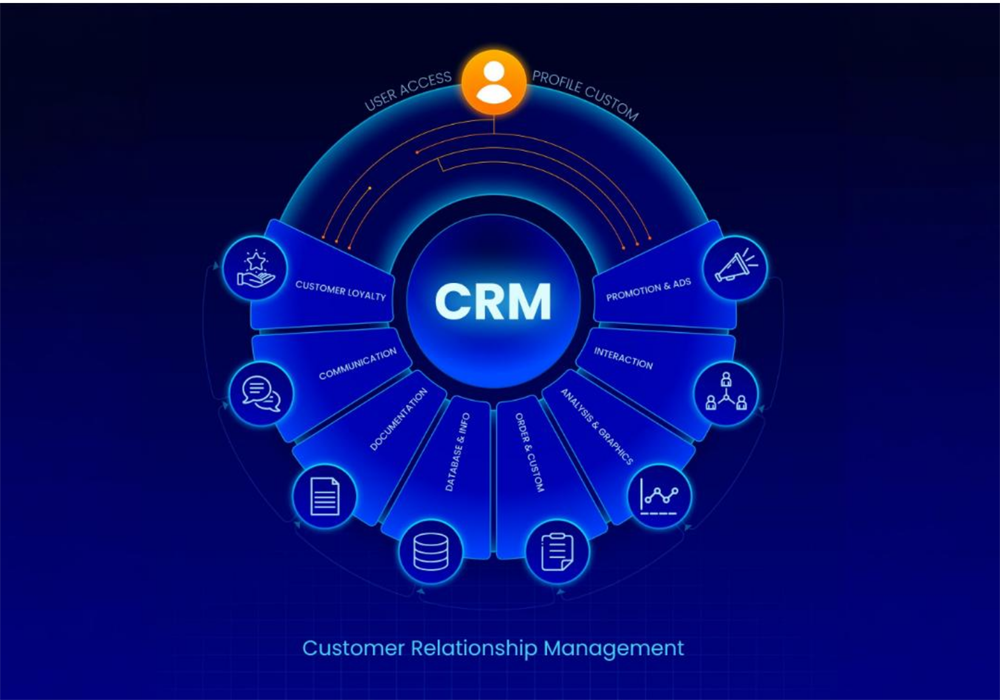 USER ACCESS
PROFILE CUSTOM
CRM
CUSTOMER LOYALTY
PROMOTION & ADS
COMMUNICATION
INTERACTION
DOCUMENTATION
ANALYSIS & GRAPHICS
DATABASE & INFO
ORDER & CUSTOM
Customer Relationship Management